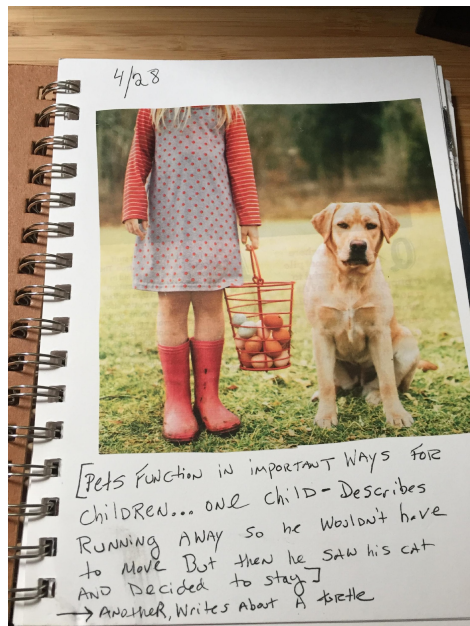 4/28
[Pets Function in important Ways For
Children... one child - Describes
Running Away so he wouldn't have
to move But then he saw his cat
AND Decided to stay]
→ Another, Writes About A turtle